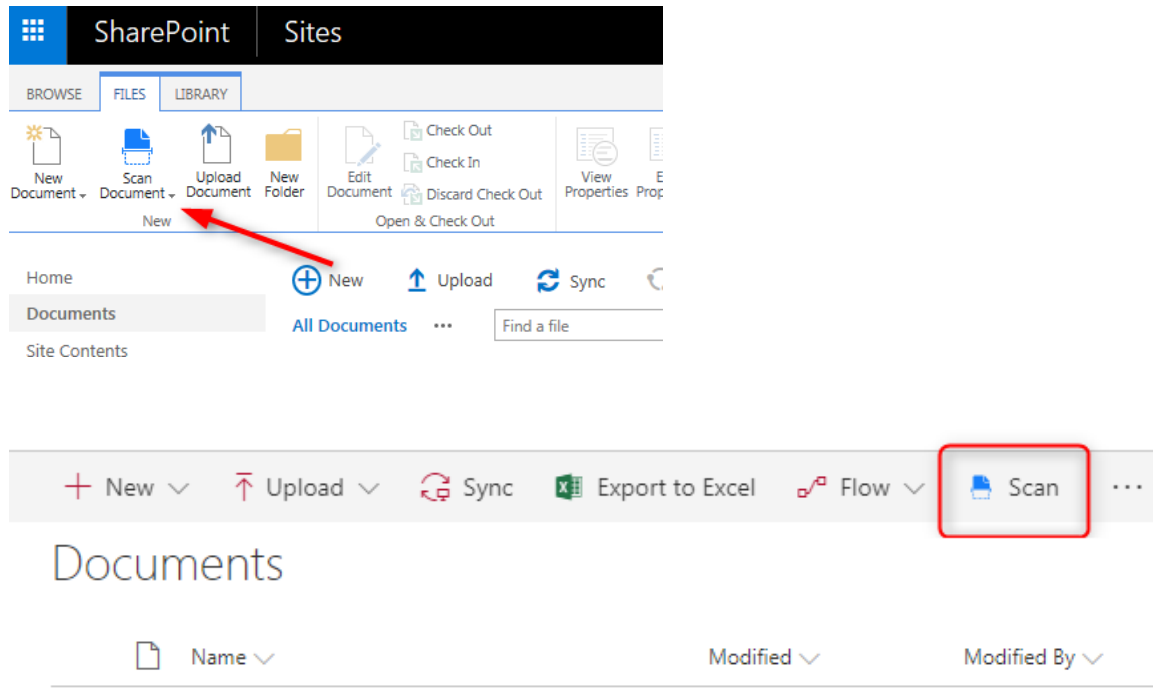 SharePoint Sites
BROWSE FILES LIBRARY
New Document
Scan Document
Upload Document
New Folder
Edit Document
Check Out
Check In
Discard Check Out
View Properties
New
Open & Check Out
Home
Documents
Site Contents
New Upload Sync
All Documents ... Find a file
New Upload Sync Export to Excel Flow Scan ...
Documents
Name Modified Modified By